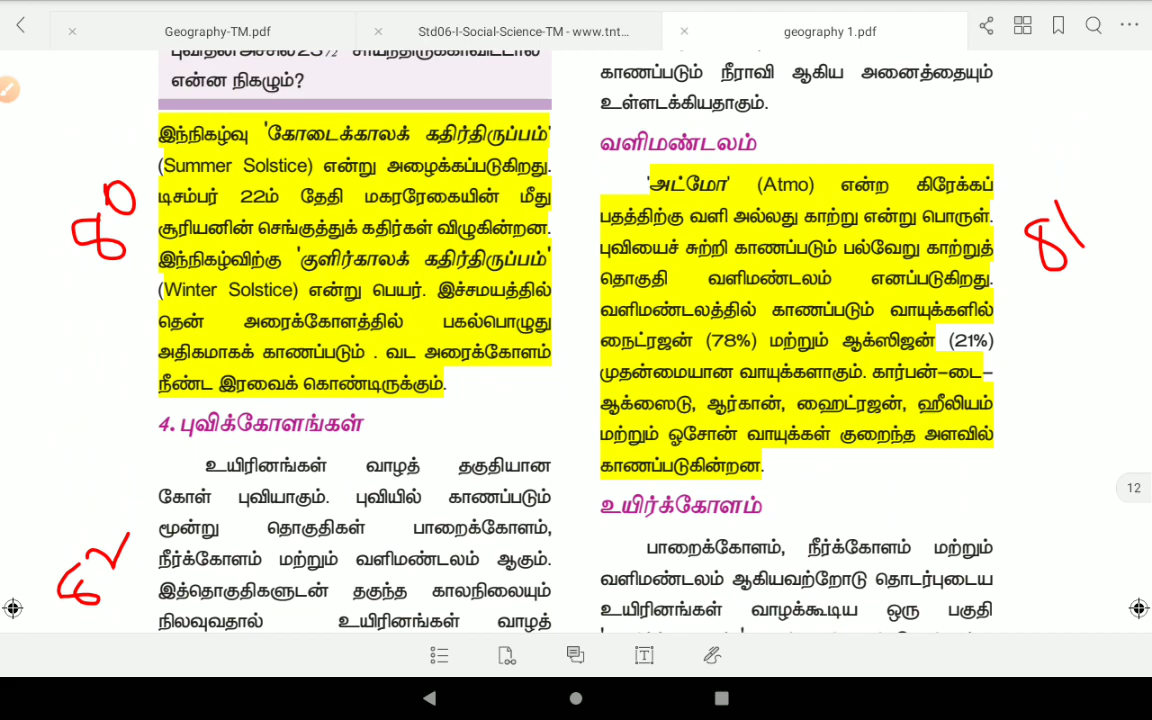 Geography-TM.pdf
Std06-I-Social-Science-TM - www.tnt...
geography 1.pdf
என்ன நிகழும்?
இந்நிகழ்வு 'கோடைக்காலக் கதிர்திருப்பம்'
(Summer Solstice) என்று அழைக்கப்படுகிறது.
டிசம்பர் 22ம் தேதி மகரரேகையின் மீது
சூரியனின் செங்குத்துக் கதிர்கள் விழுகின்றன.
இந்நிகழ்விற்கு 'குளிர்காலக் கதிர்திருப்பம்'
(Winter Solstice) என்று பெயர். இச்சமயத்தில்
தென் அரைக்கோளத்தில் பகல்பொழுது
அதிகமாகக் காணப்படும் . வட அரைக்கோளம்
நீண்ட இரவைக் கொண்டிருக்கும்.
80
4. புவிக்கோளங்கள்
உயிரினங்கள் வாழத் தகுதியான
கோள் புவியாகும். புவியில் காணப்படும்
மூன்று தொகுதிகள் பாறைக்கோளம்,
நீர்க்கோளம் மற்றும் வளிமண்டலம் ஆகும்.
இத்தொகுதிகளுடன் தகுந்த காலநிலையும்
நிலவுவதால் உயிரினங்கள் வாழத்
காணப்படும் நீராவி ஆகிய அனைத்தையும்
உள்ளடக்கியதாகும்.
வளிமண்டலம்
'அட்மோ' (Atmo) என்ற கிரேக்கப்
பதத்திற்கு வளி அல்லது காற்று என்று பொருள்.
புவியைச் சுற்றி காணப்படும் பல்வேறு காற்றுத்
தொகுதி வளிமண்டலம் எனப்படுகிறது.
வளிமண்டலத்தில் காணப்படும் வாயுக்களில்
நைட்ரஜன் (78%) மற்றும் ஆக்ஸிஜன் (21%)
முதன்மையான வாயுக்களாகும். கார்பன்-டை-
ஆக்ஸைடு, ஆர்கான், ஹைட்ரஜன், ஹீலியம்
மற்றும் ஓசோன் வாயுக்கள் குறைந்த அளவில்
காணப்படுகின்றன.
81
உயிர்க்கோளம்
பாறைக்கோளம், நீர்க்கோளம் மற்றும்
வளிமண்டலம் ஆகியவற்றோடு தொடர்புடைய
உயிரினங்கள் வாழக்கூடிய ஒரு பகுதி
12